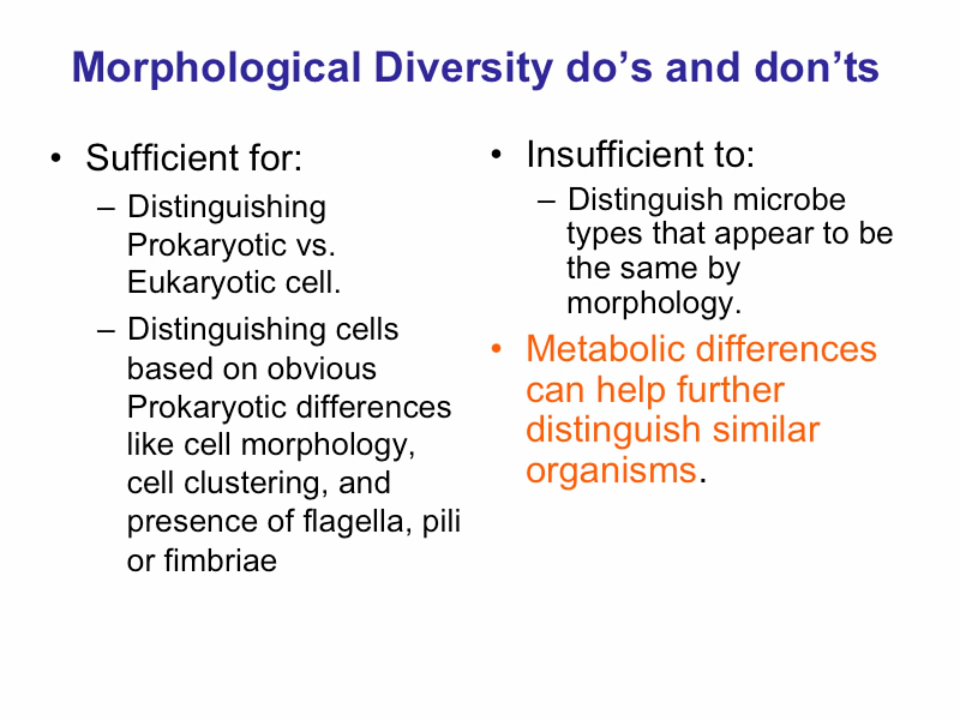 Morphological Diversity do’s and don’ts
• Sufficient for:
– Distinguishing
Prokaryotic vs.
Eukaryotic cell.
– Distinguishing cells
based on obvious
Prokaryotic differences
like cell morphology,
cell clustering, and
presence of flagella, pili
or fimbriae
• Insufficient to:
– Distinguish microbe
types that appear to be
the same by
morphology.
• Metabolic differences
can help further
distinguish similar
organisms.